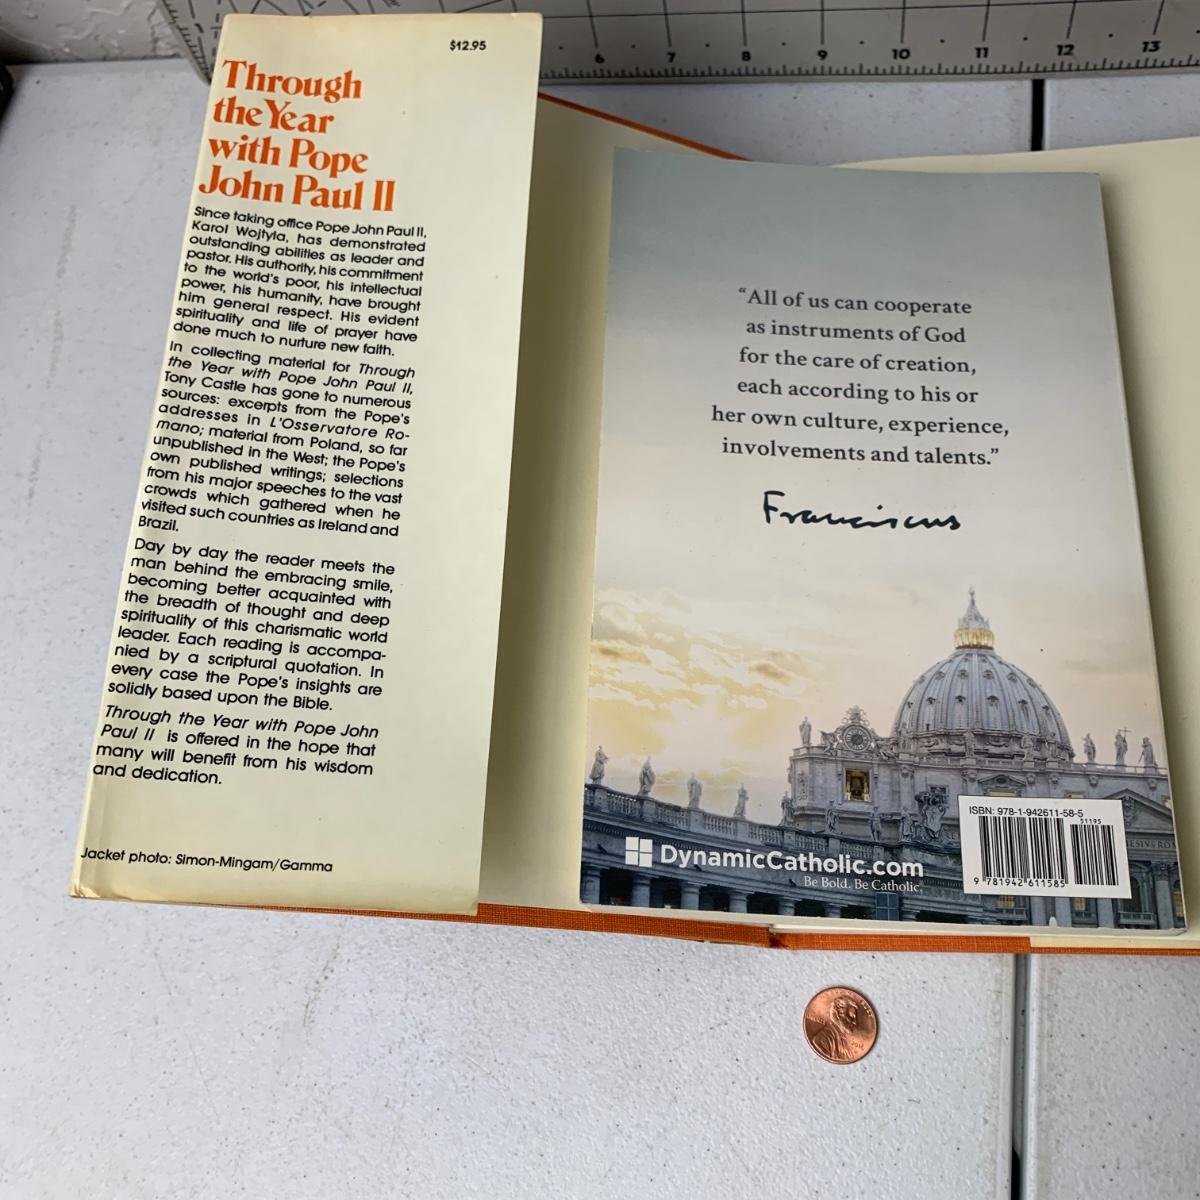 $12.95
Through
the Year
with Pope
John Paul II
Since taking office Pope John Paul II,
Karol Wojtyla, has demonstrated
outstanding abilities as leader and
pastor. His authority, his commitment
to the world's poor, his intellectual
power, his humanity, have brought
him general respect. His evident
spirituality and life of prayer have
done much to nurture new faith.
In collecting material for Through
the Year with Pope John Paul II,
Tony Castle has gone to numerous
sources: excerpts from the Pope's
addresses in L'Osservatore Ro-
mano; material from Poland, so far
unpublished in the West; the Pope's
own published writings; selections
from his major speeches to the vast
crowds which gathered when he
visited such countries as Ireland and
Brazil.
Day by day the reader meets the
man behind the embracing smile,
becoming better acquainted with
the breadth of thought and deep
spirituality of this charismatic world
leader. Each reading is accompa-
nied by a scriptural quotation. In
every case the Pope's insights are
solidly based upon the Bible.
Through the Year with Pope John
Paul II is offered in the hope that
many will benefit from his wisdom
and dedication.
Jacket photo: Simon-Mingam/Gamma
6 7 8 9 10 11 12 13
"All of us can cooperate
as instruments of God
for the care of creation,
each according to his or
her own culture, experience,
involvements and talents."
Franciscus
DynamicCatholic.com
Be Bold. Be Catholic.
ISBN: 978-1-942611-58-5
51195
9 781942 611585